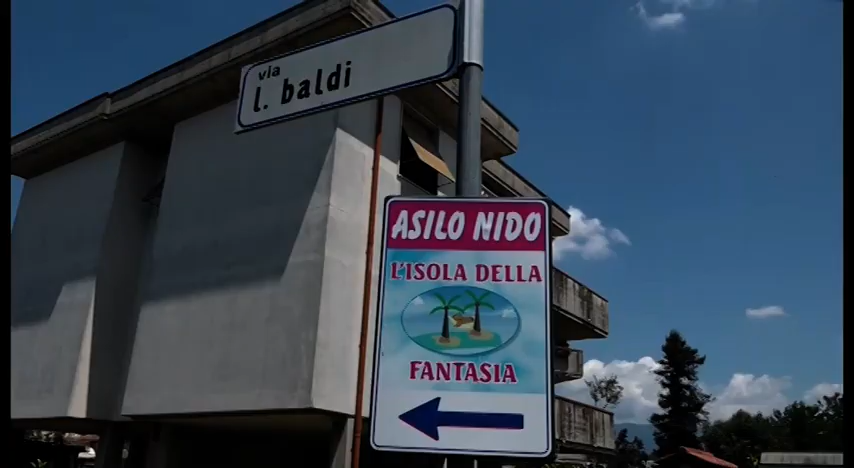 via
l. baldi
ASILO NIDO
L'ISOLA DELLA
FANTASIA